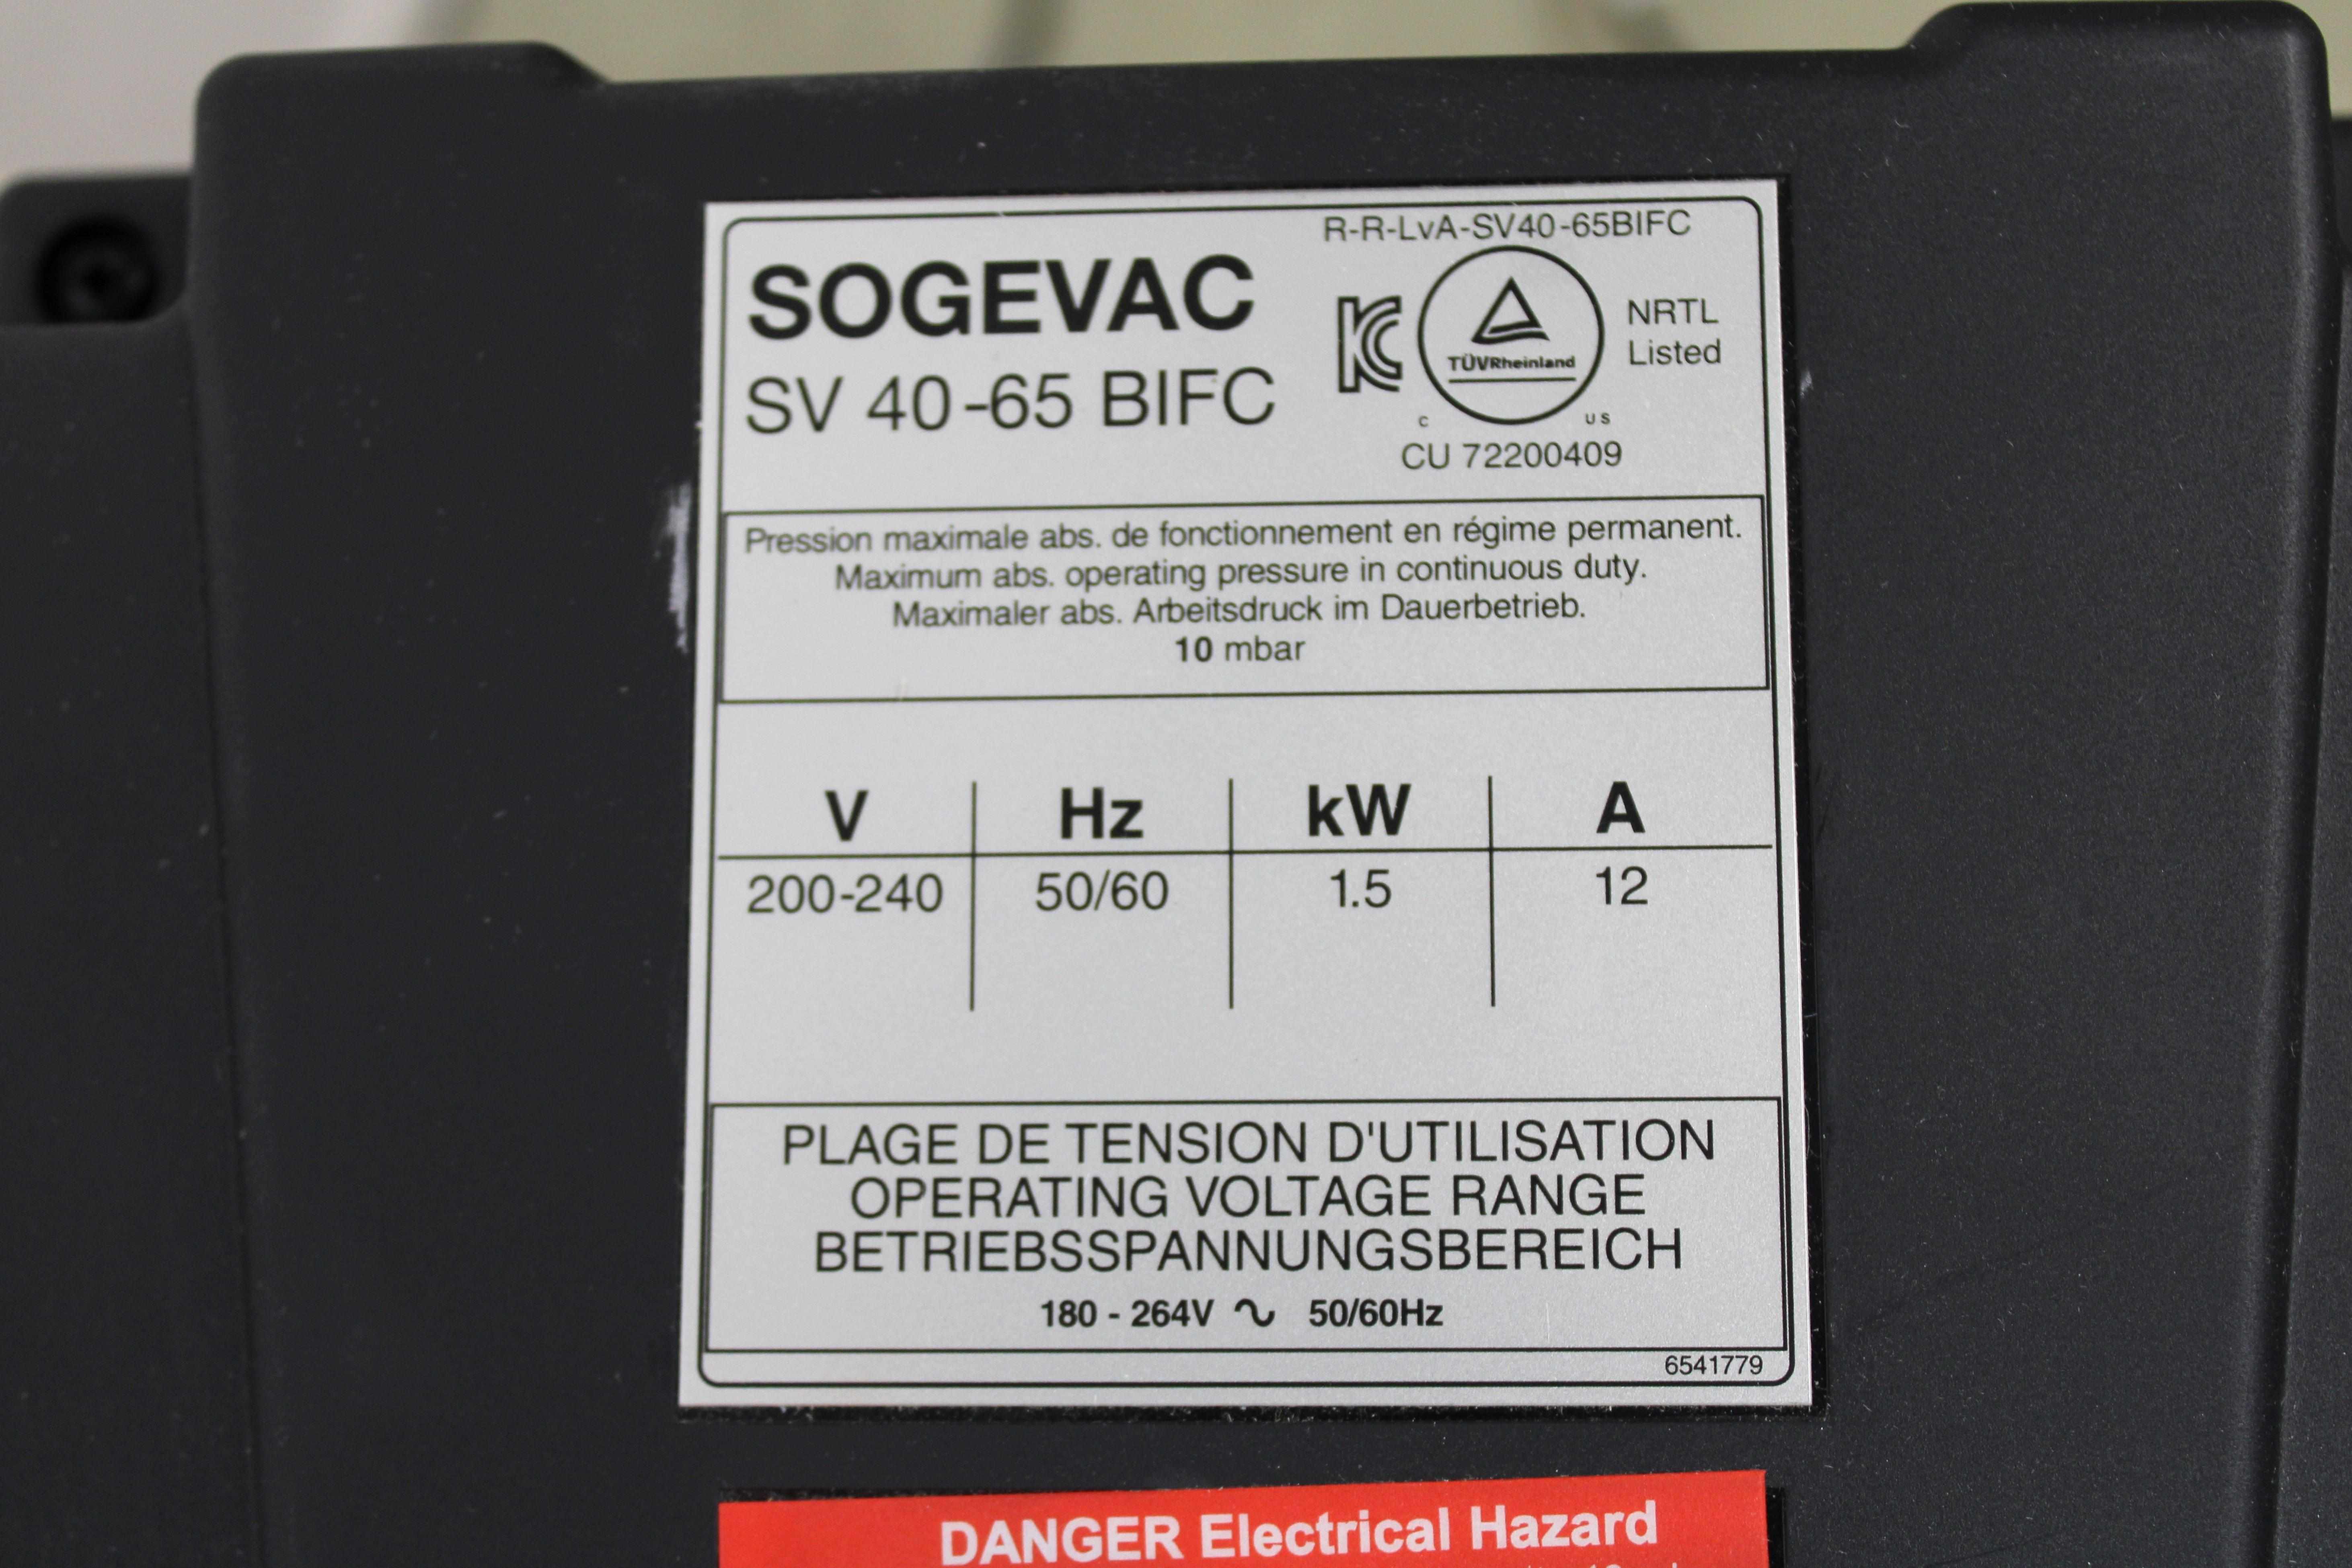 R-R-LvA-SV40-65BIFC
SOGEVAC
SV 40-65 BIFC
TÜVRheinland
NRTL
Listed
c US
CU 72200409
Pression maximale abs. de fonctionnement en régime permanent.
Maximum abs. operating pressure in continuous duty.
Maximaler abs. Arbeitsdruck im Dauerbetrieb.
10 mbar
V Hz kW A
200-240 50/60 1.5 12
PLAGE DE TENSION D'UTILISATION
OPERATING VOLTAGE RANGE
BETRIEBSSPANNUNGSBEREICH
180 - 264V ∿ 50/60Hz
6541779
DANGER Electrical Hazard